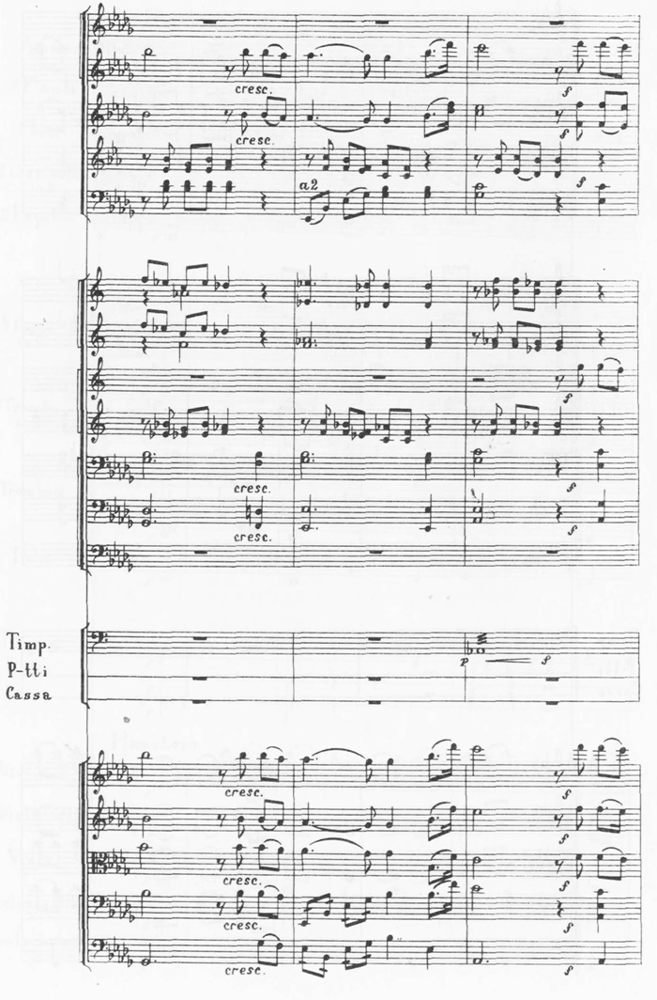 cresc.
cresc.
f
f
a2
f
f
cresc.
f
cresc.
f
Timp.
p f
P-tti
Cassa
cresc.
f
f
cresc.
f
cresc.
f
cresc.
f